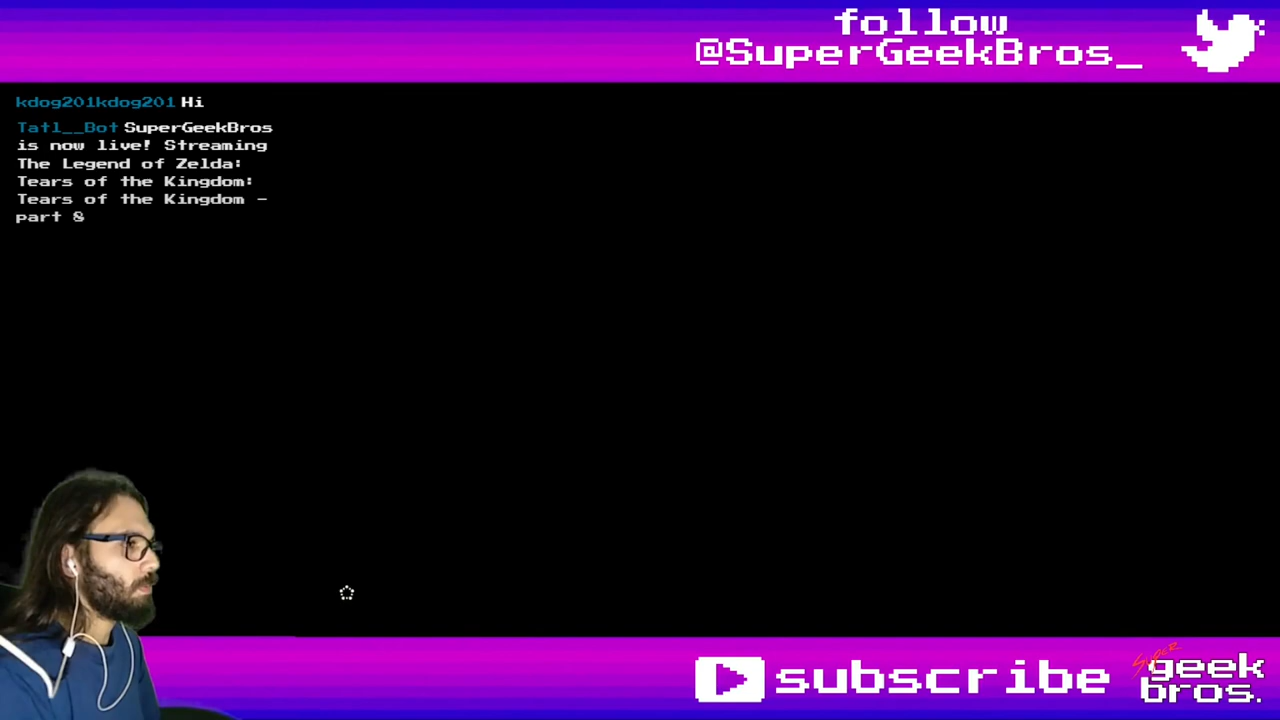 follow
@SuperGeekBros_
kdog201kdog201 Hi
Tatl__Bot SuperGeekBros
is now live! Streaming
The Legend of Zelda:
Tears of the Kingdom:
Tears of the Kingdom -
part 8
subscribe
super
geek
bros.